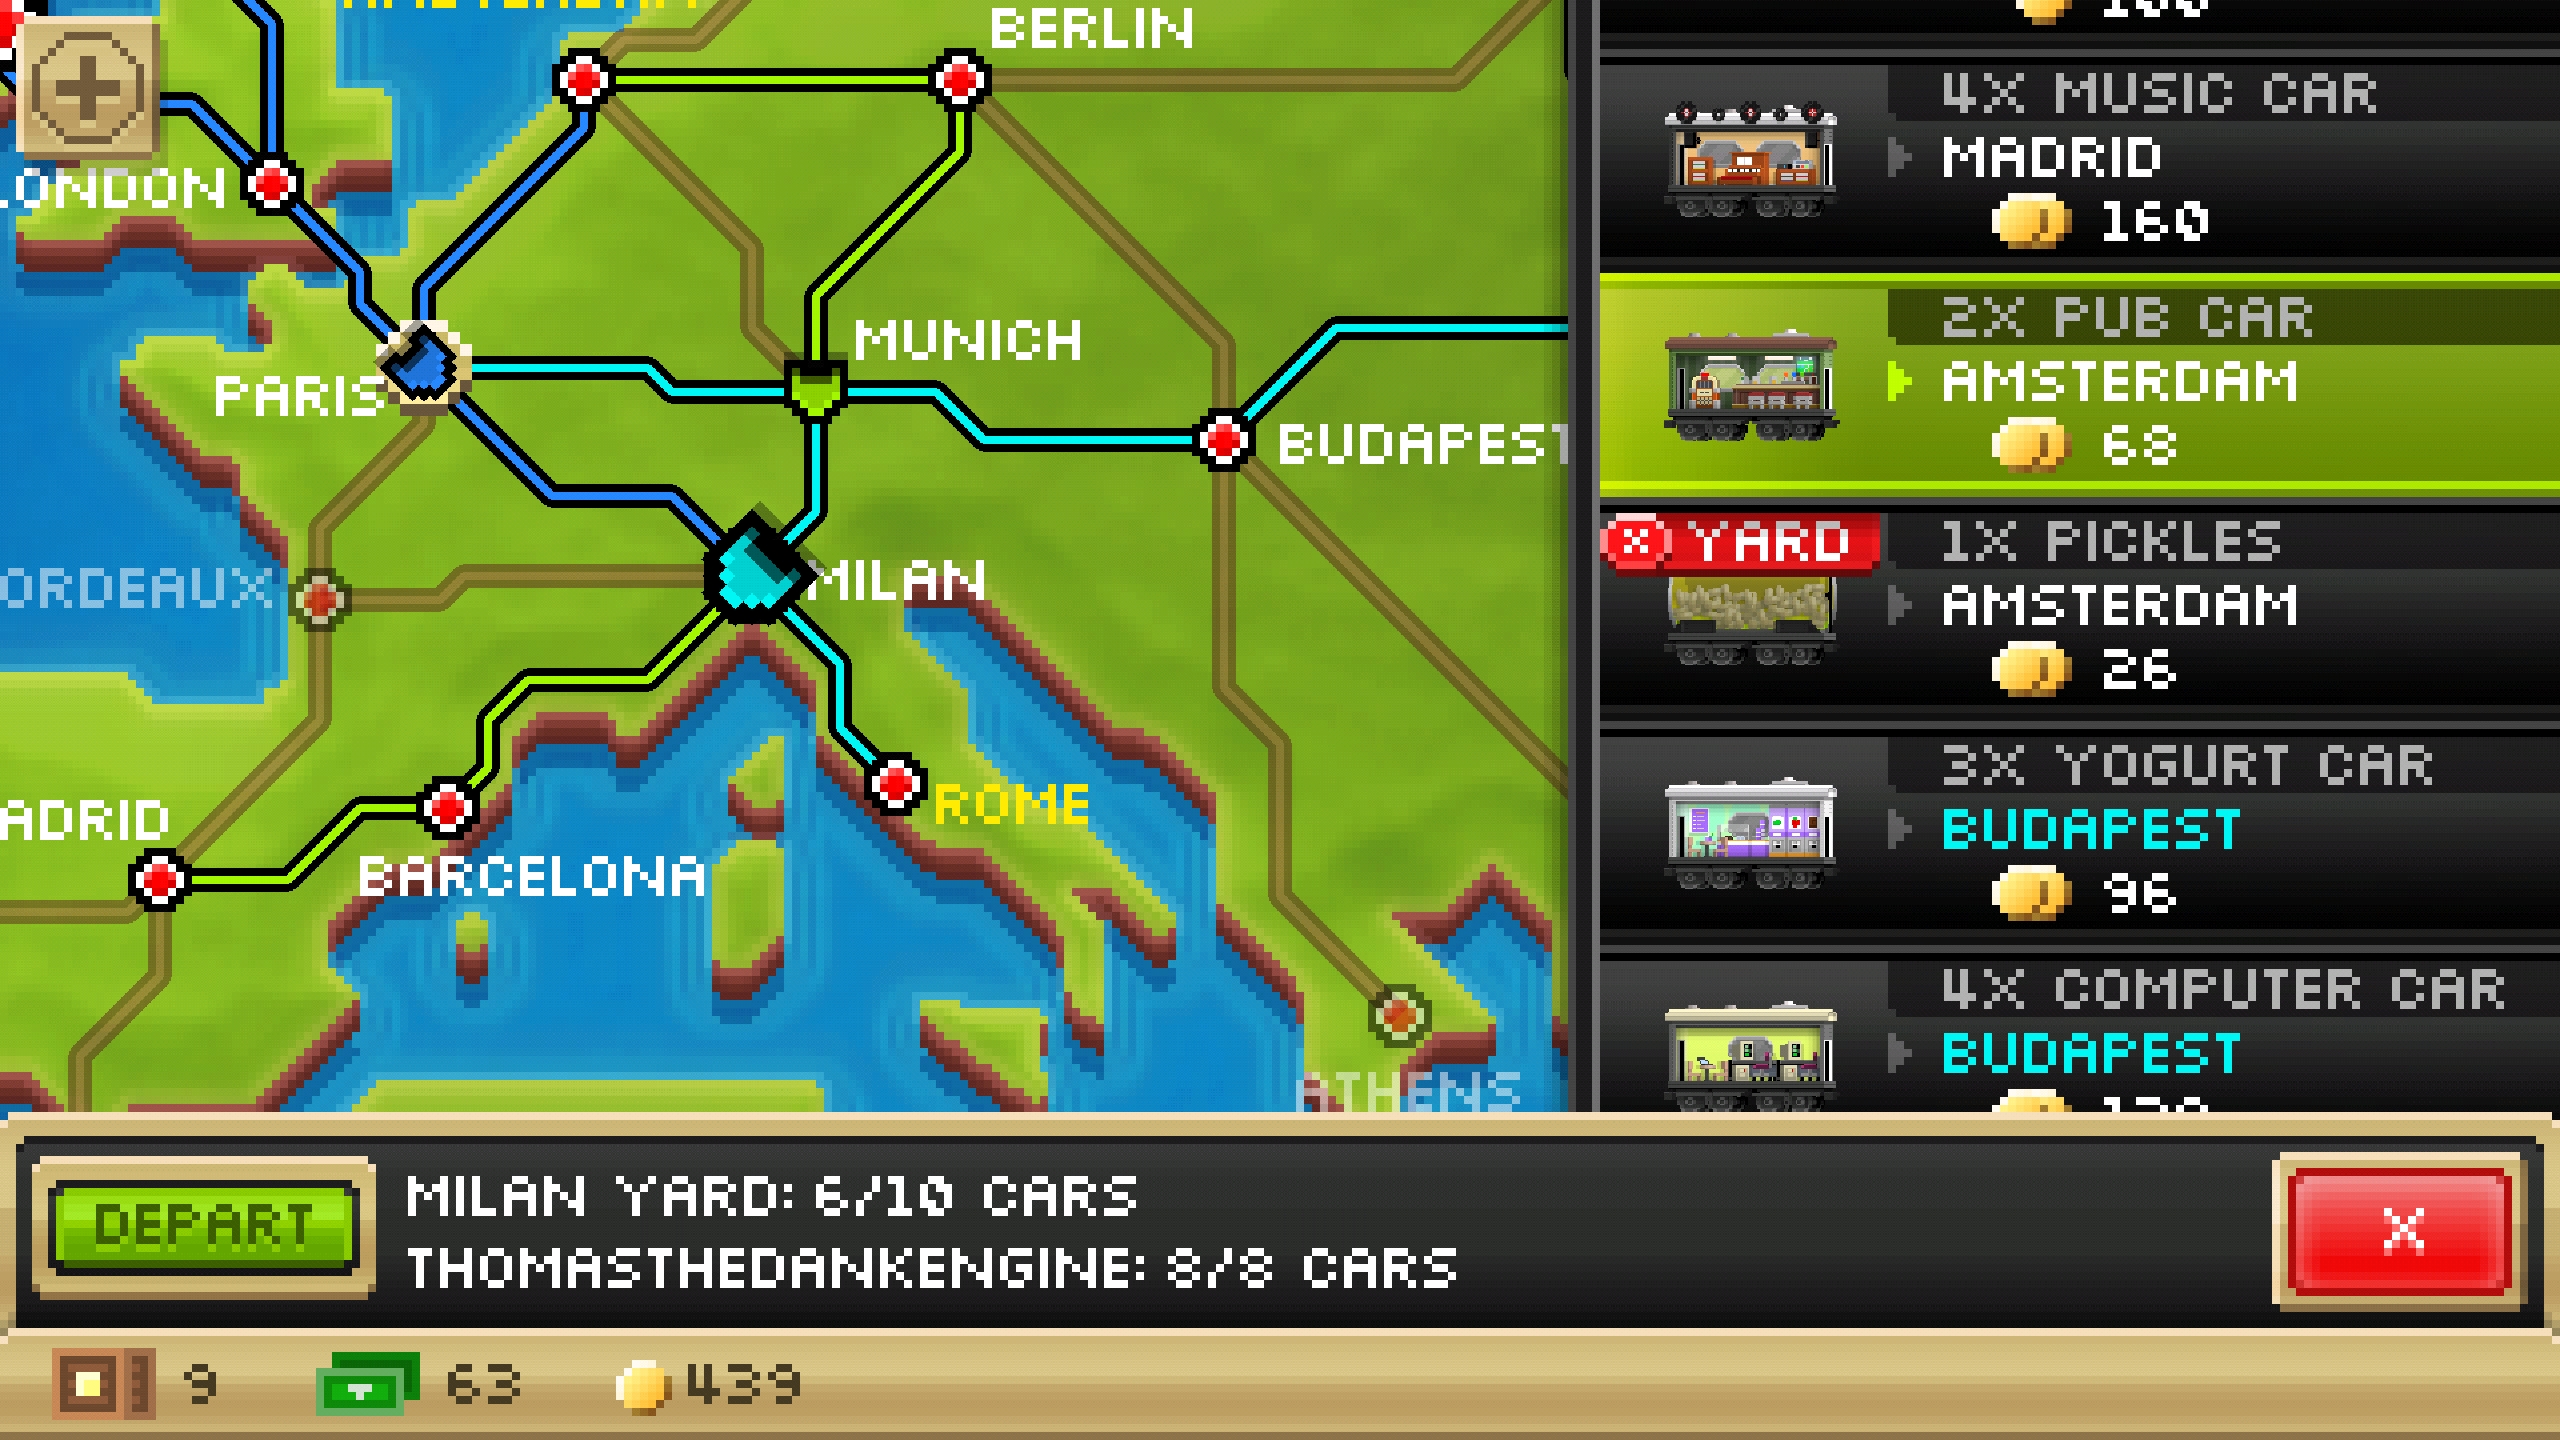 BERLIN
LONDON
MUNICH
PARIS
BUDAPEST
ORDEAUX
MILAN
ROME
ADRID
BARCELONA
ATHENS
4X MUSIC CAR
MADRID
160
2X PUB CAR
AMSTERDAM
68
YARD
1X PICKLES
AMSTERDAM
26
3X YOGURT CAR
BUDAPEST
96
4X COMPUTER CAR
BUDAPEST
DEPART
MILAN YARD: 6/10 CARS
THOMASTHEDANKENGINE: 8/8 CARS
X
9
63
439